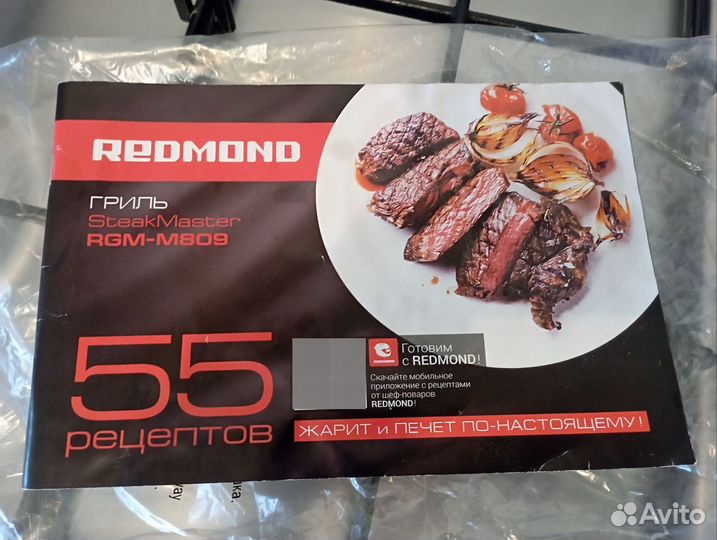 REDMOND
ГРИЛЬ
SteakMaster
RGM-M809
55
рецептов
Готовим
с REDMOND!
Скачайте мобильное
приложение с рецептами
от шеф-поваров
REDMOND!
ЖАРИТ и ПЕЧЕТ ПО-НАСТОЯЩЕМУ!
Avito